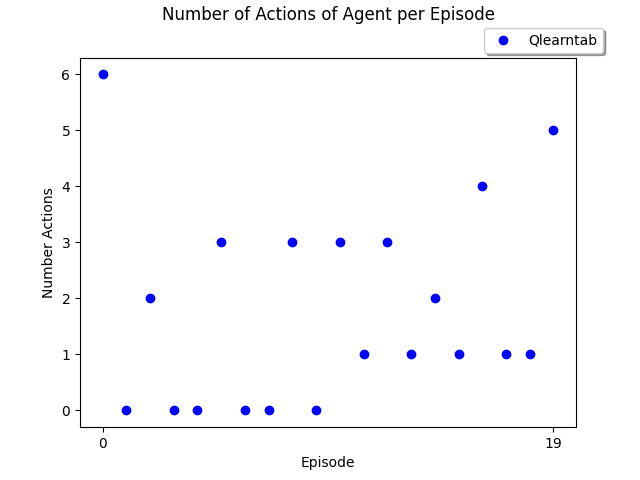 Number of Actions of Agent per Episode
Qlearntab
6
5
4
3
2
1
0
Number Actions
0 19
Episode